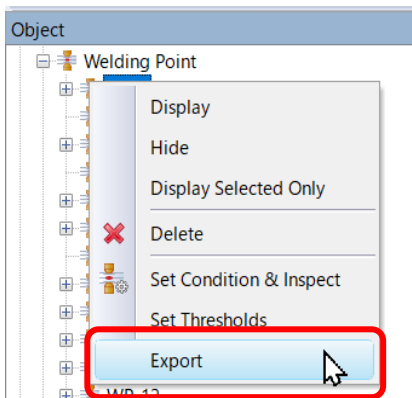 Object
Welding Point
Display
Hide
Display Selected Only
Delete
Set Condition & Inspect
Set Thresholds
Export